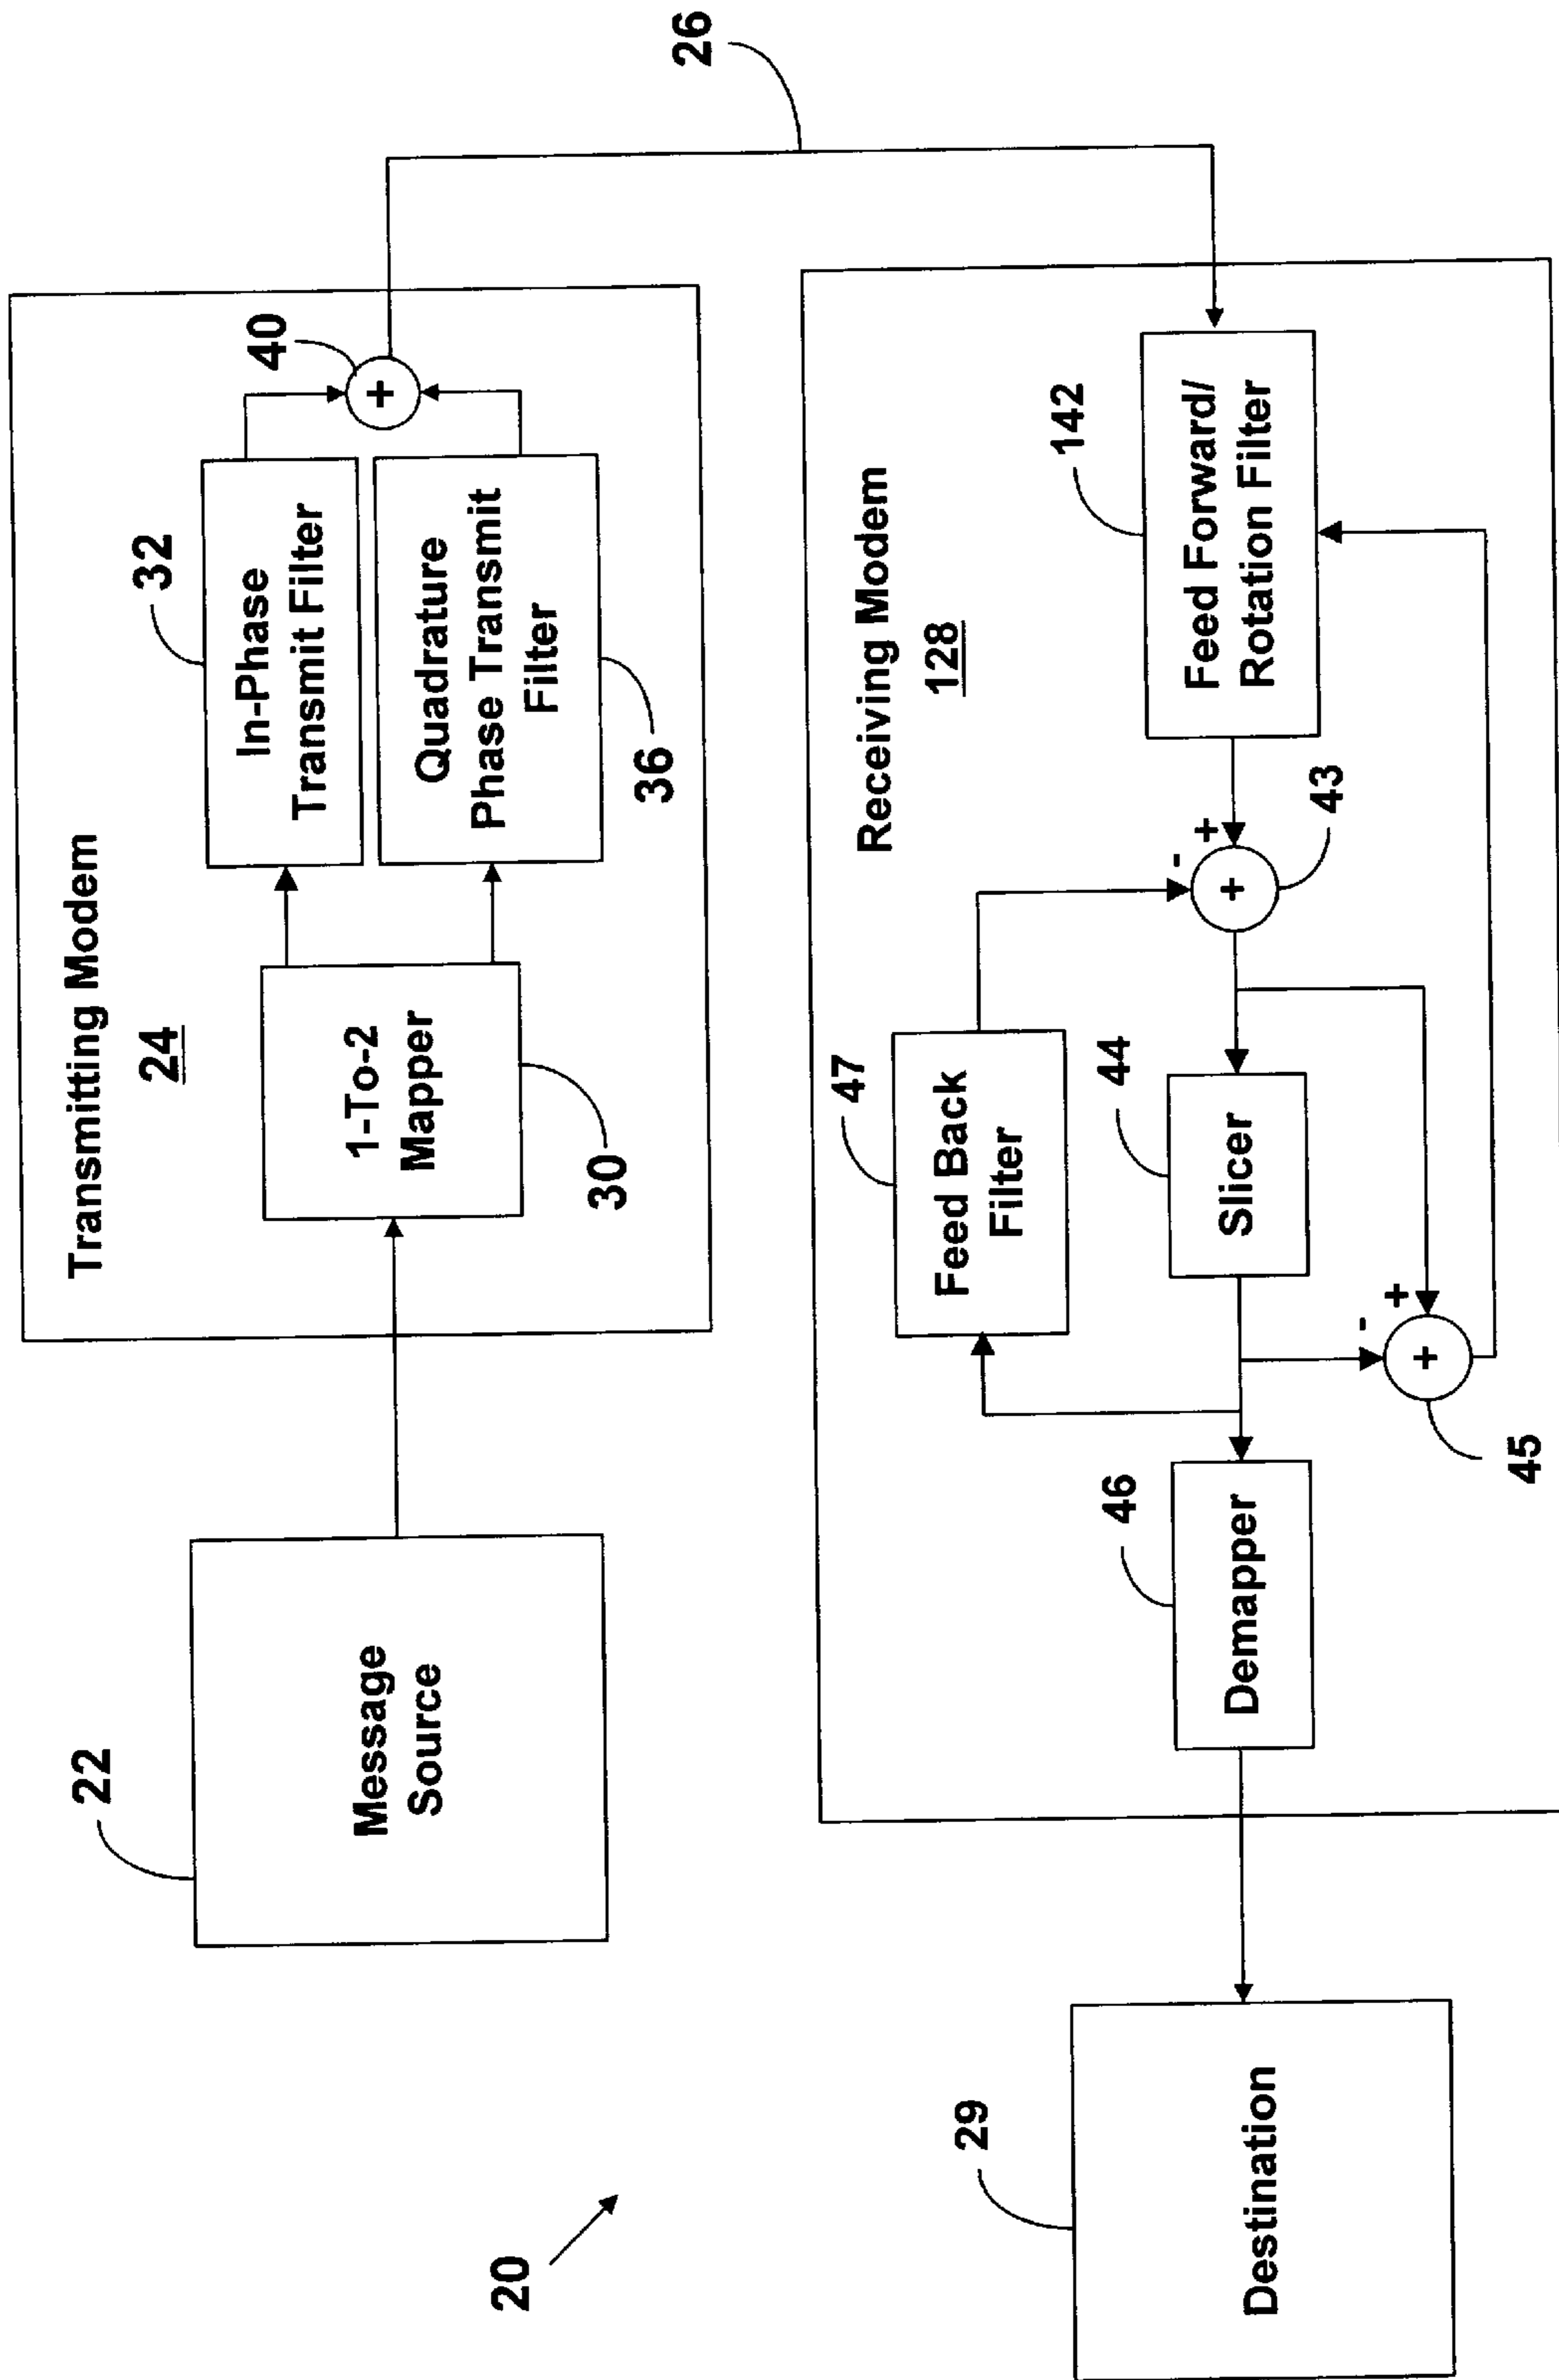 20
22
Message
Source
Transmitting Modem
24
1-To-2
Mapper
30
32
In-Phase
Transmit Filter
Quadrature
Phase Transmit
Filter
36
40
+
26
29
Destination
Receiving Modem
128
46
Demapper
47
Feed Back
Filter
44
Slicer
-
+
+
45
-
+
+
43
142
Feed Forward/
Rotation Filter